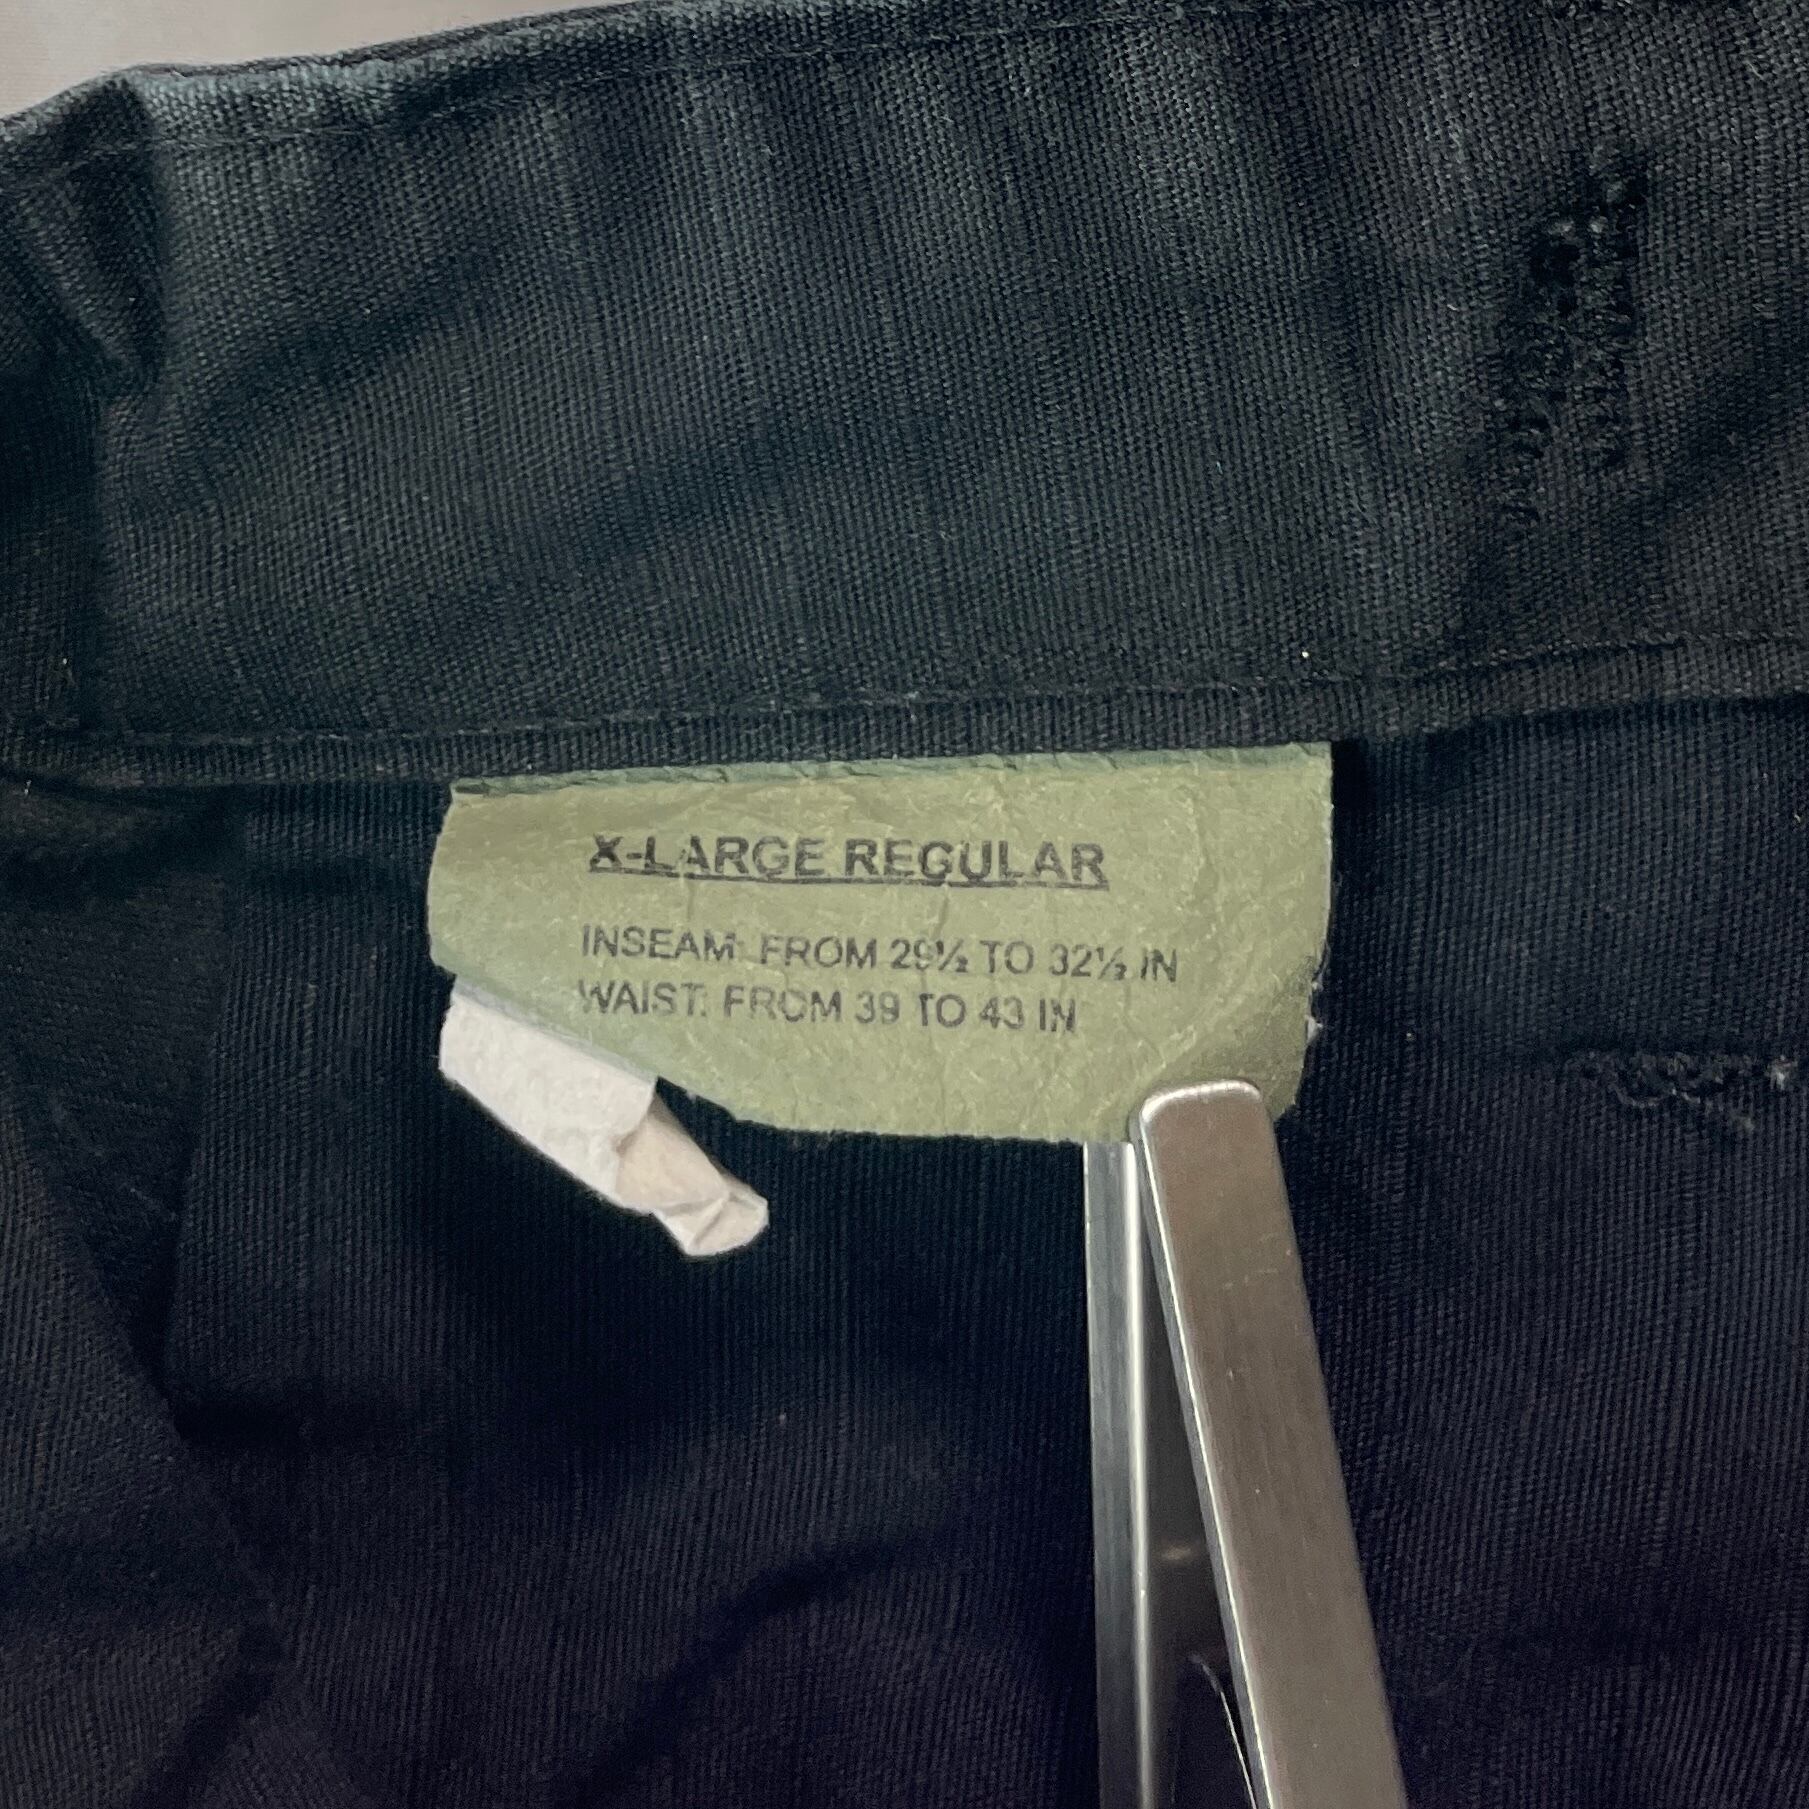 X-LARGE REGULAR
INSEAM: FROM 29½ TO 32½ IN
WAIST: FROM 39 TO 43 IN